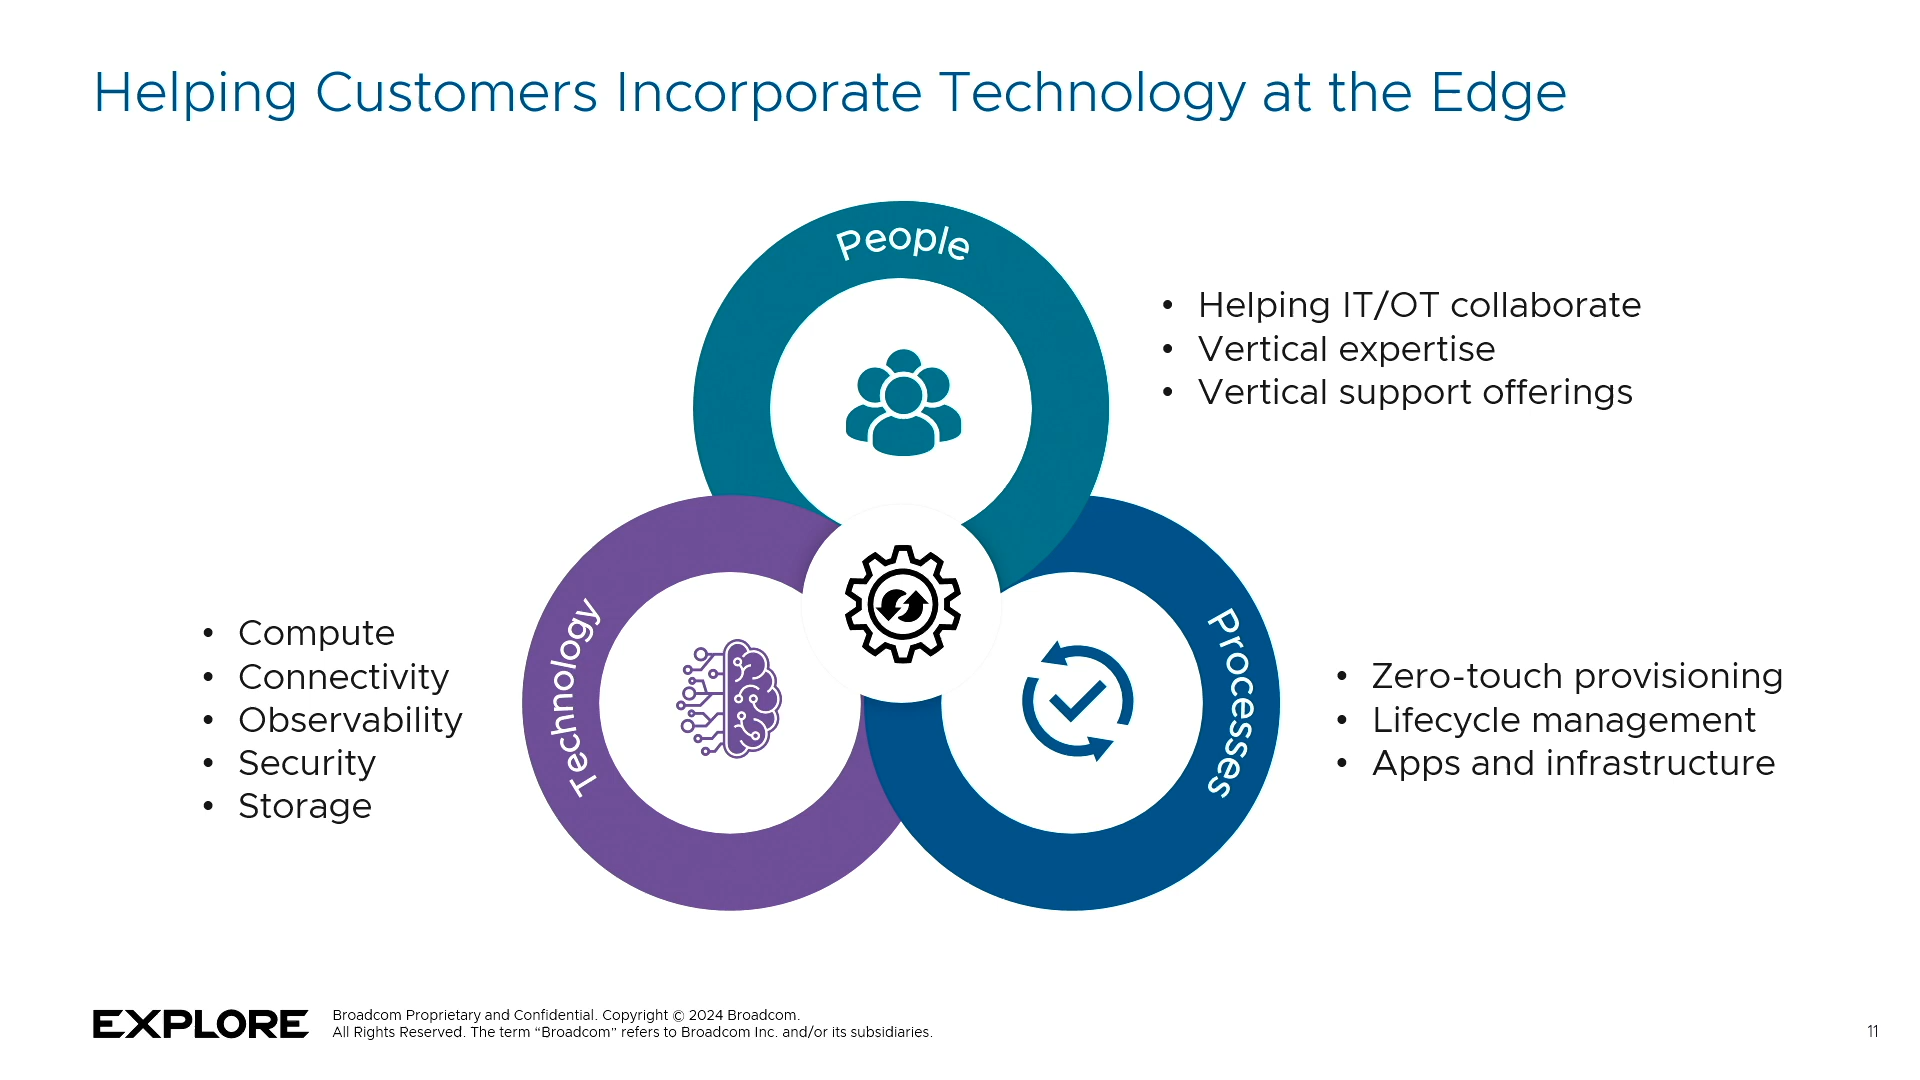 Helping Customers Incorporate Technology at the Edge
People
• Helping IT/OT collaborate
• Vertical expertise
• Vertical support offerings
Technology
• Compute
• Connectivity
• Observability
• Security
• Storage
Processes
• Zero-touch provisioning
• Lifecycle management
• Apps and infrastructure
EXPLORE
Broadcom Proprietary and Confidential. Copyright © 2024 Broadcom.
All Rights Reserved. The term “Broadcom” refers to Broadcom Inc. and/or its subsidiaries.
11